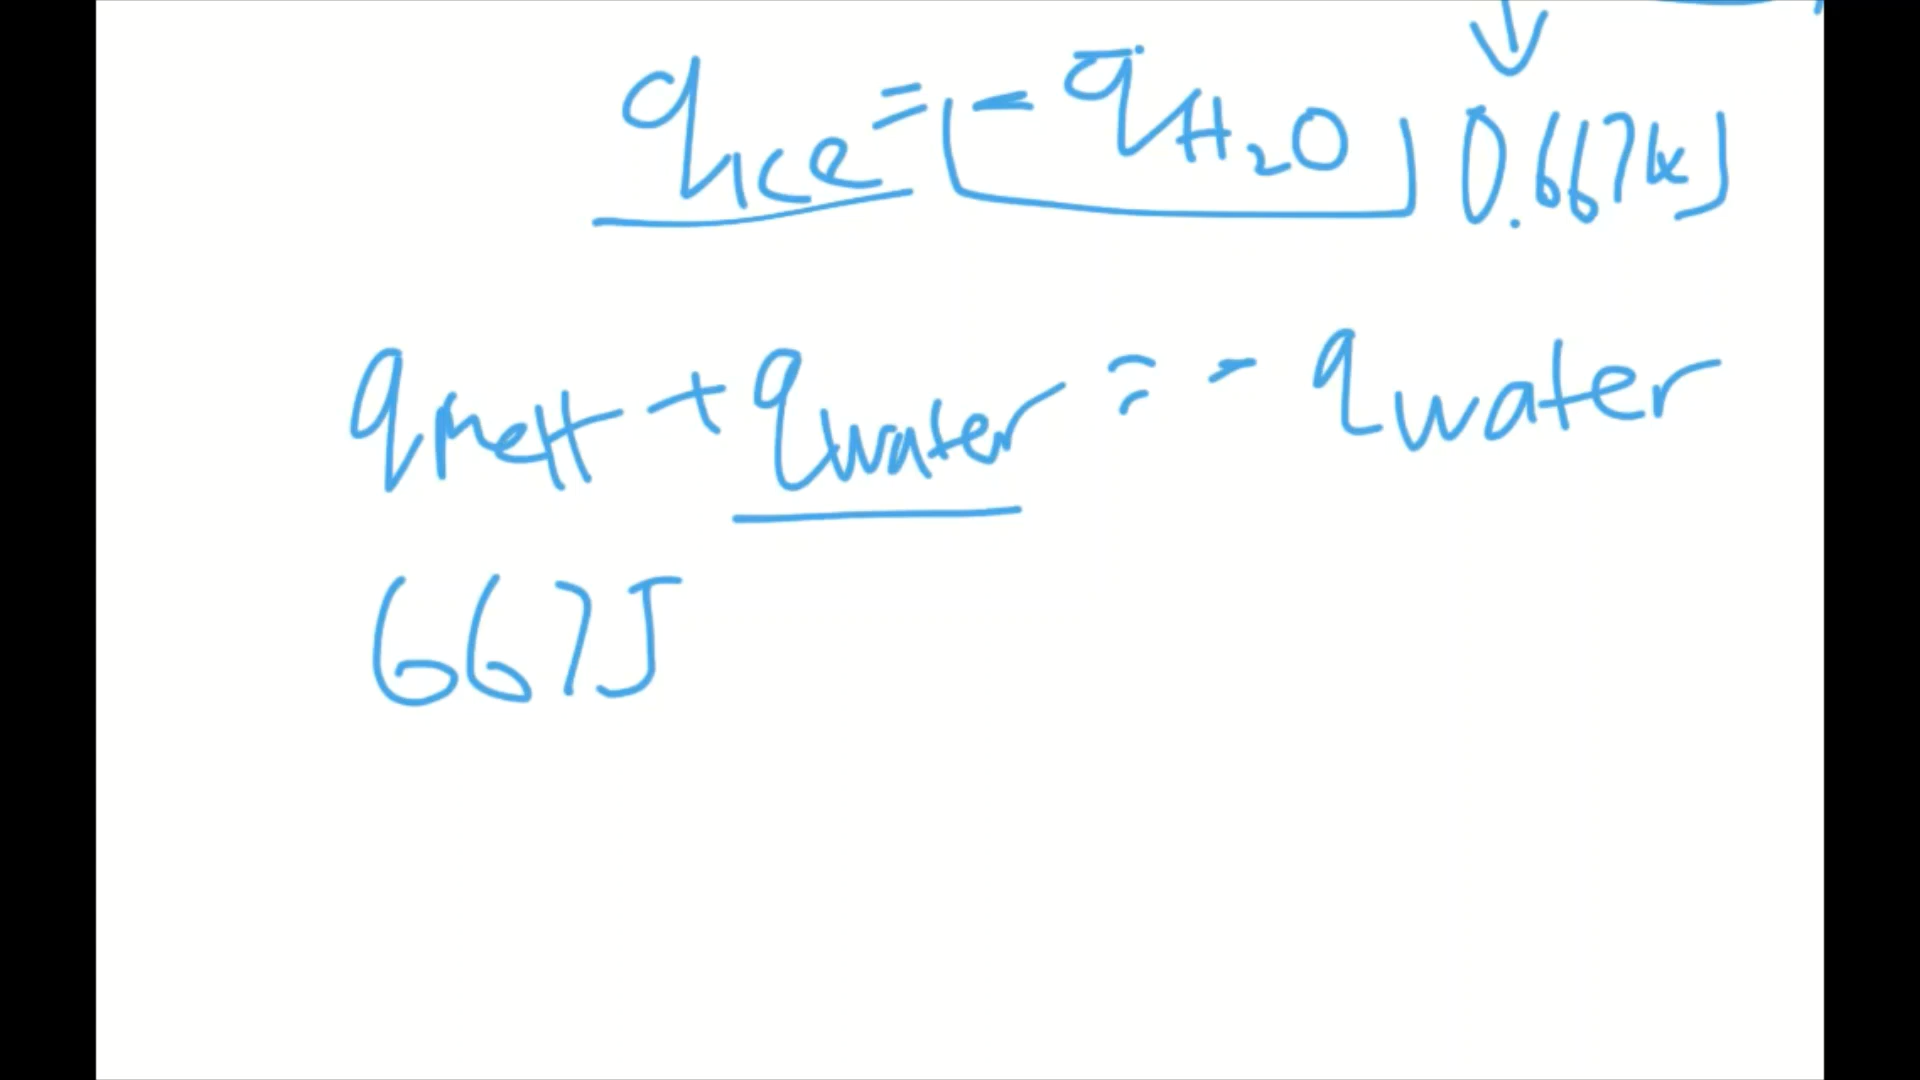 q_ice = - q_H₂O 0.667kJ
q_melt + q_water = - q_water
667J